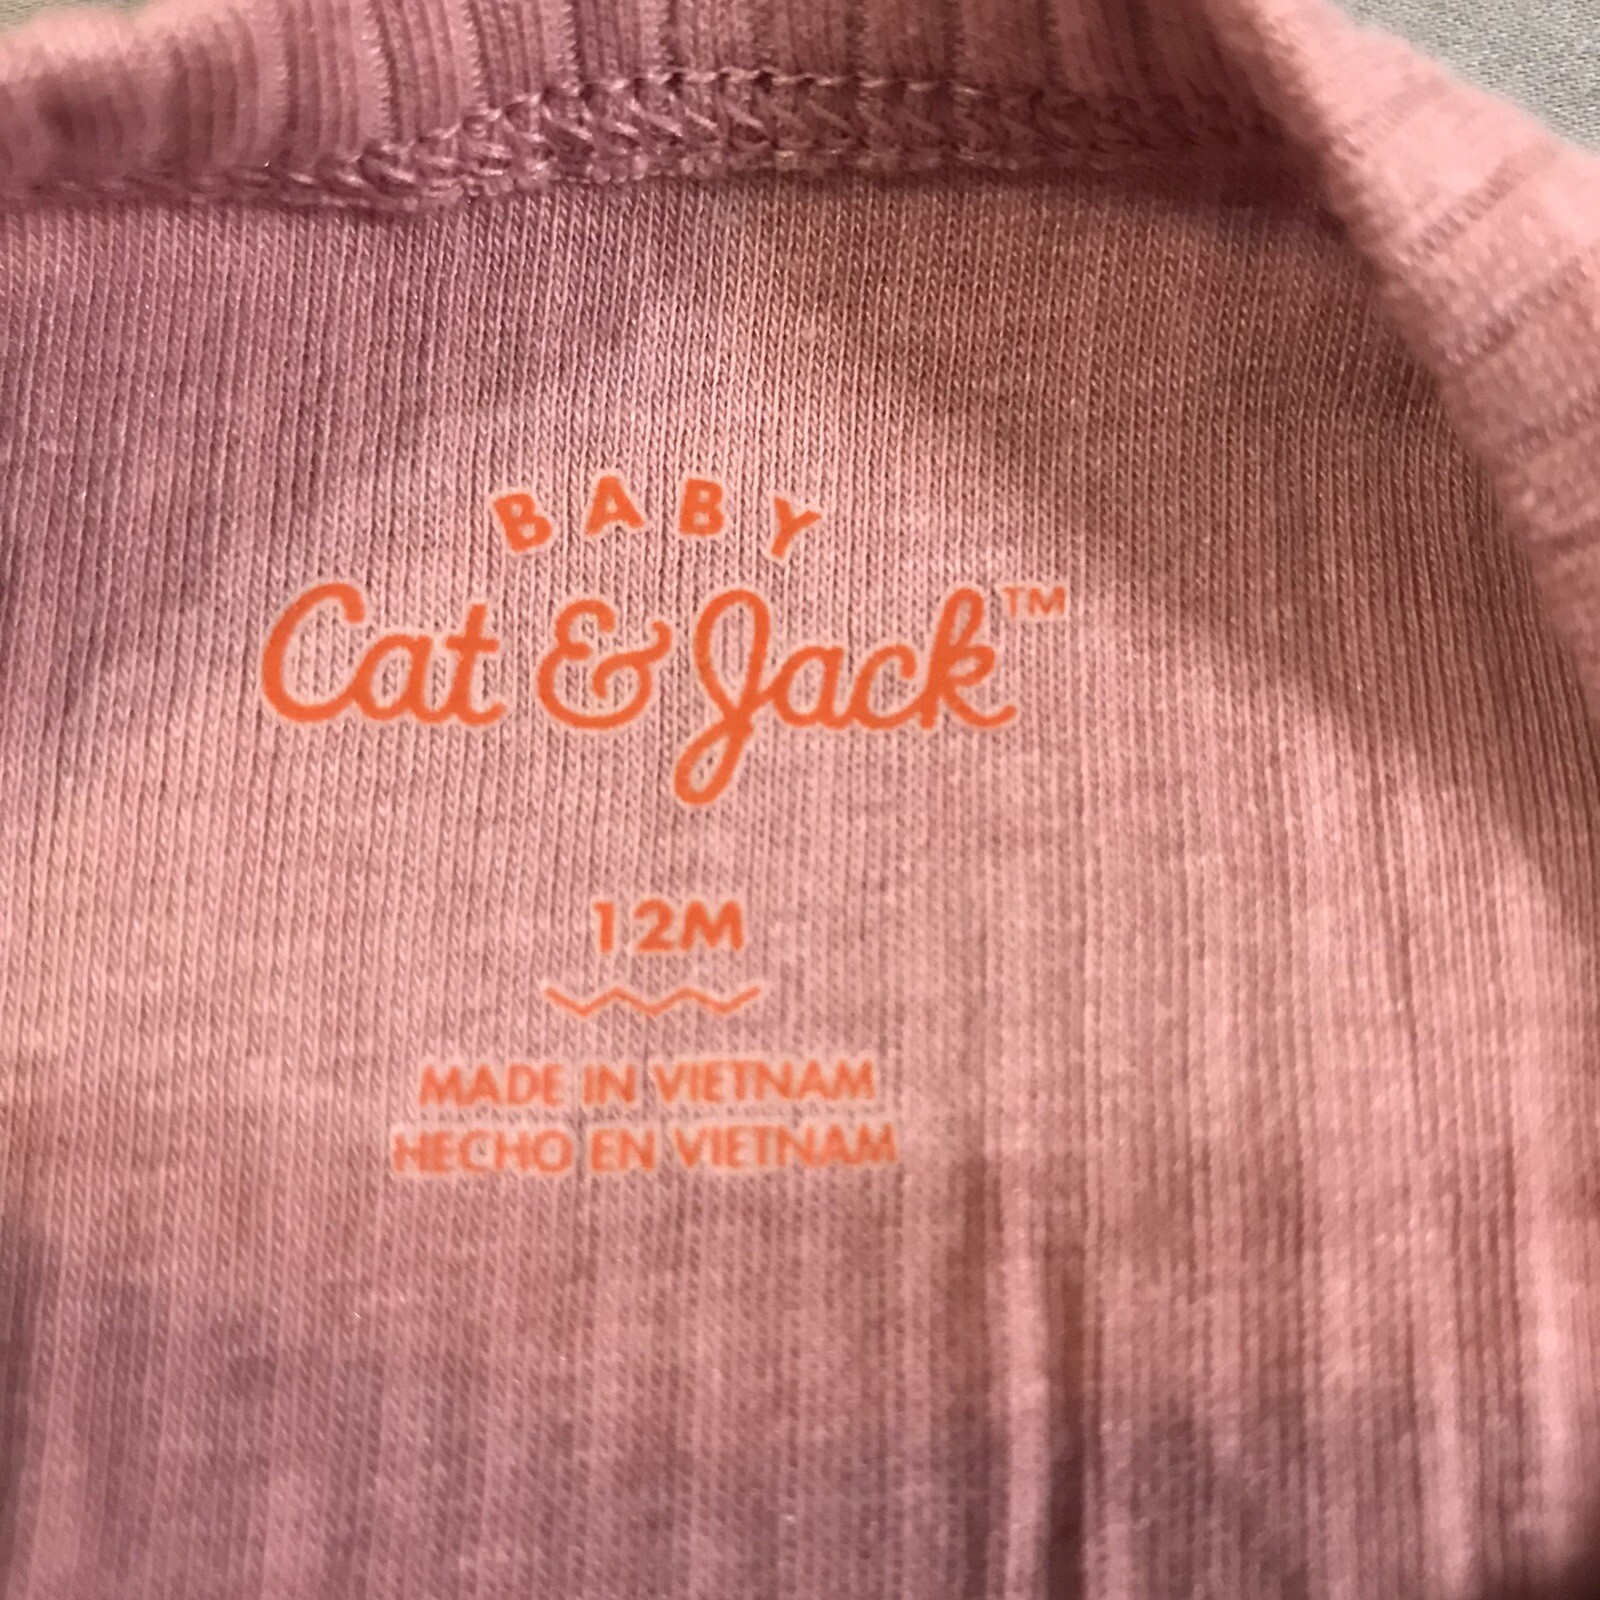 BABY
Cat & Jack™
12M
MADE IN VIETNAM
HECHO EN VIETNAM